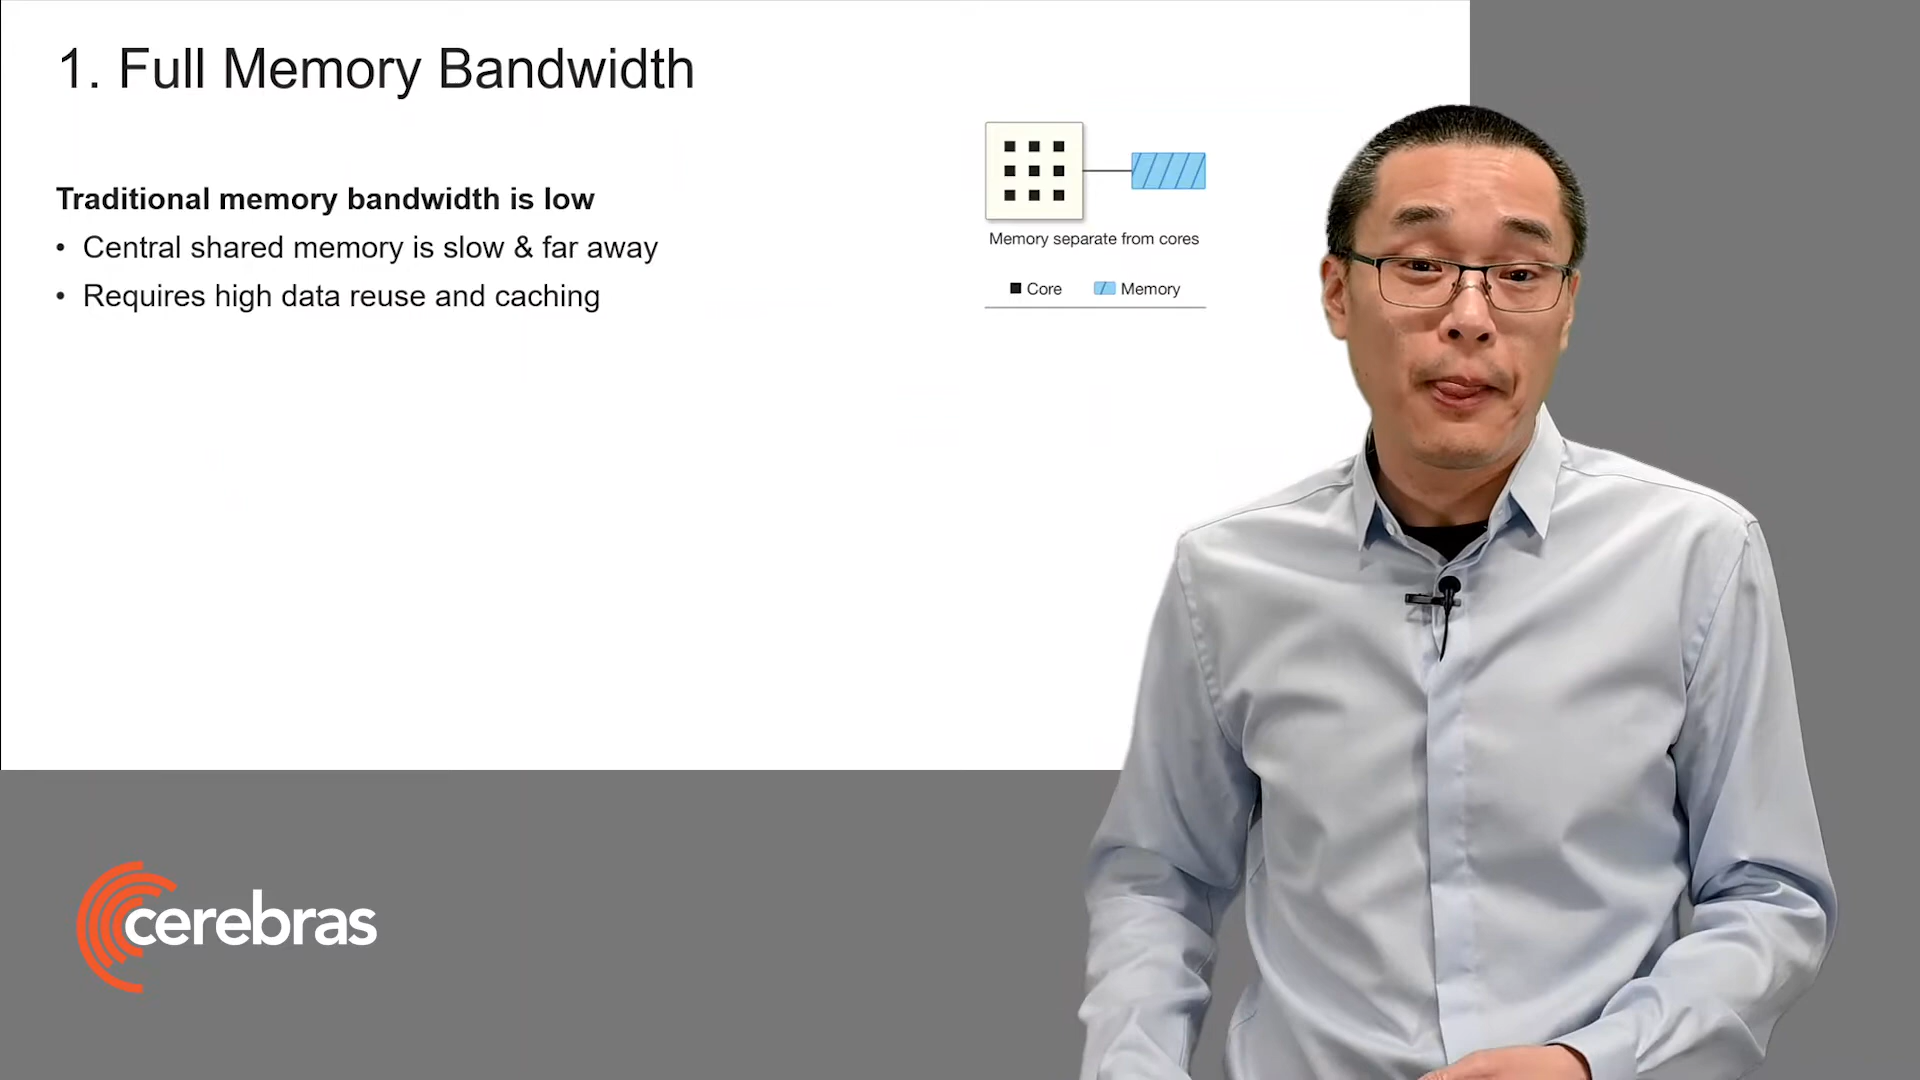 1. Full Memory Bandwidth
Traditional memory bandwidth is low
• Central shared memory is slow & far away
• Requires high data reuse and caching
Memory separate from cores
Core
Memory
cerebras